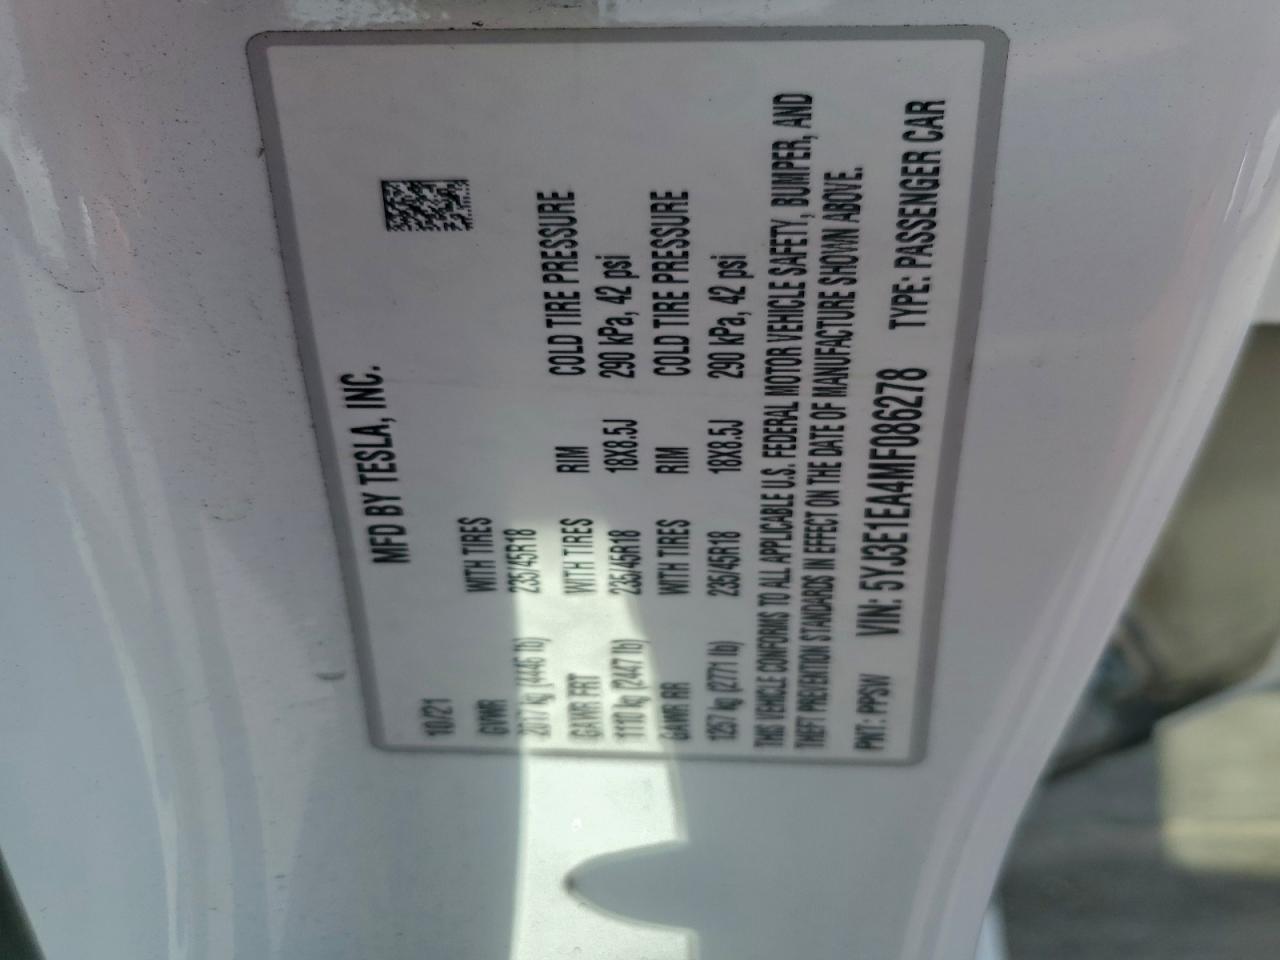 MFD BY TESLA, INC.
10/21
GVWR WITH TIRES
2017 kg (4446 lb) 235/45R18
GAWR FRT WITH TIRES RIM COLD TIRE PRESSURE
1110 kg (2447 lb) 235/45R18 18X8.5J 290 kPa, 42 psi
GAWR RR WITH TIRES RIM COLD TIRE PRESSURE
1257 kg (2771 lb) 235/45R18 18X8.5J 290 kPa, 42 psi
THIS VEHICLE CONFORMS TO ALL APPLICABLE U.S. FEDERAL MOTOR VEHICLE SAFETY, BUMPER, AND
THEFT PREVENTION STANDARDS IN EFFECT ON THE DATE OF MANUFACTURE SHOWN ABOVE.
PNT: PPSW VIN: 5YJ3E1EA4MF086278 TYPE: PASSENGER CAR